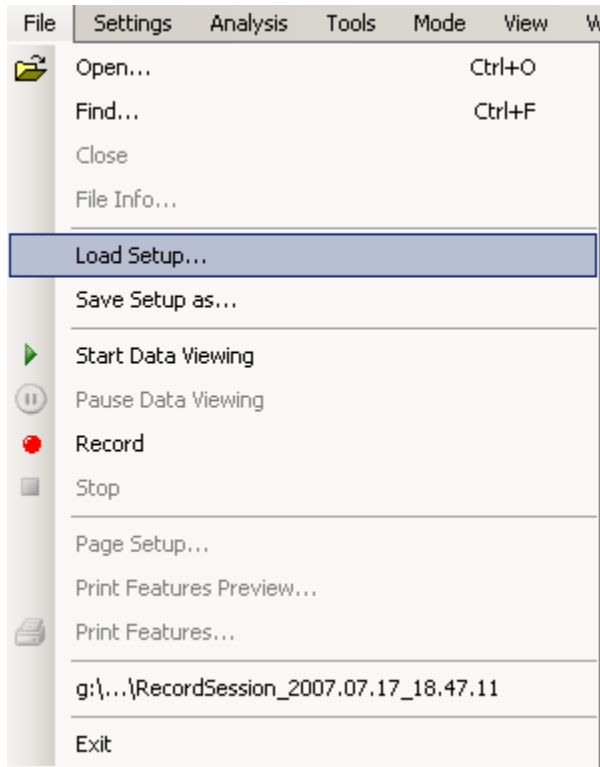 File Settings Analysis Tools Mode View
Open... Ctrl+O
Find... Ctrl+F
Close
File Info...
Load Setup...
Save Setup as...
Start Data Viewing
Pause Data Viewing
Record
Stop
Page Setup...
Print Features Preview...
Print Features...
g:\...\RecordSession_2007.07.17_18.47.11
Exit